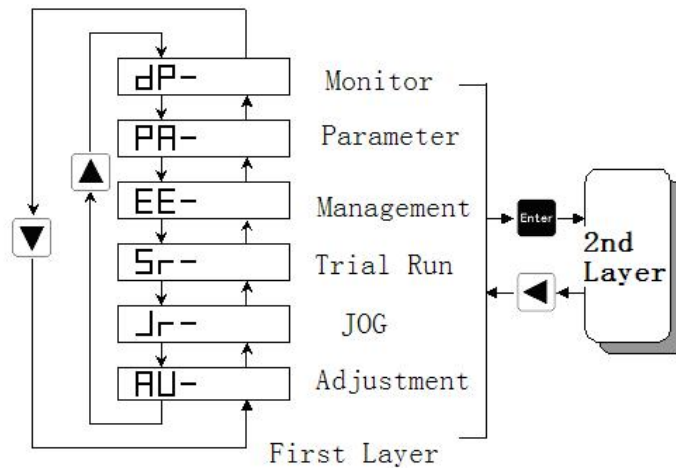 dP-
Monitor
PA-
Parameter
EE-
Management
Enter
2nd
Layer
Sr-
Trial Run
Jr-
JOG
AU-
Adjustment
First Layer